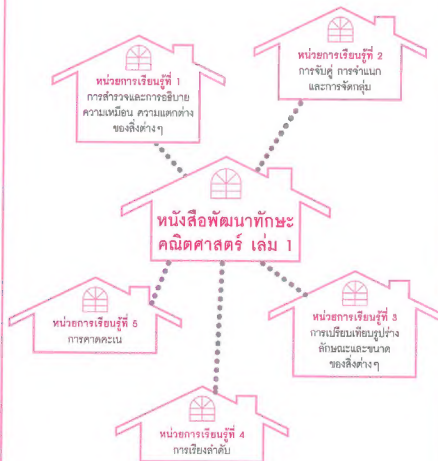 หน่วยการเรียนรู้ที่ 1
การสำรวจและการอธิบาย
ความเหมือน ความแตกต่าง
ของสิ่งต่างๆ
หน่วยการเรียนรู้ที่ 2
การจับคู่ การจำแนก
และการจัดกลุ่ม
หนังสือพัฒนาทักษะ
คณิตศาสตร์ เล่ม 1
หน่วยการเรียนรู้ที่ 5
การคาดคะเน
หน่วยการเรียนรู้ที่ 3
การเปรียบเทียบรูปร่าง
ลักษณะและขนาด
ของสิ่งต่างๆ
หน่วยการเรียนรู้ที่ 4
การเรียงลำดับ